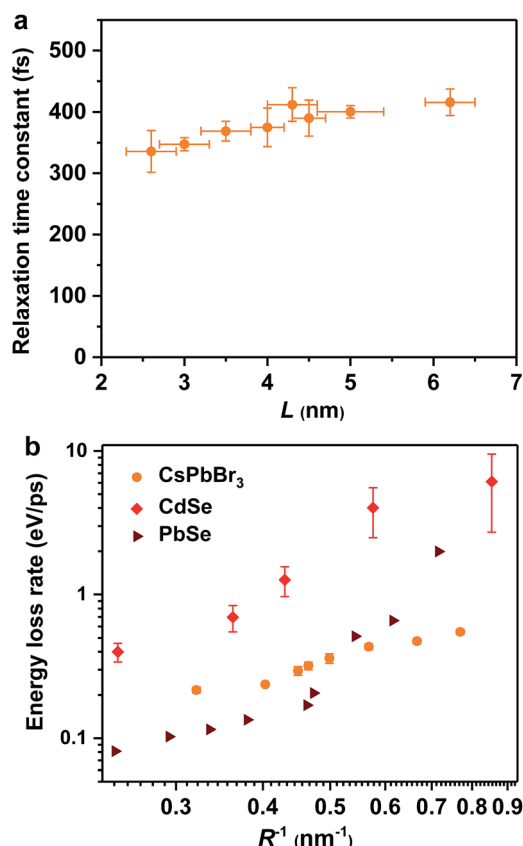 a
Relaxation time constant (fs)
500
400
300
200
100
0
2 3 4 5 6 7
L (nm)
b
Energy loss rate (eV/ps)
10
1
0.1
CsPbBr₃
CdSe
PbSe
0.3 0.4 0.5 0.6 0.7 0.8 0.9
R⁻¹ (nm⁻¹)